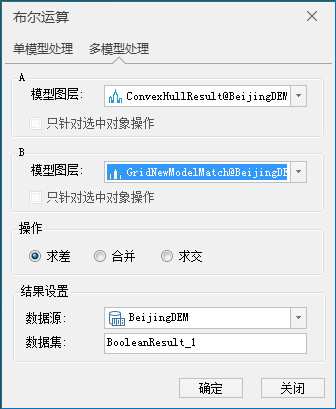 布尔运算
单模型处理 多模型处理
A
模型图层: ConvexHullResult@BeijingDEM
只针对选中对象操作
B
模型图层: GridNewModelMatch@BeijingDE
只针对选中对象操作
操作
求差 合并 求交
结果设置
数据源: BeijingDEM
数据集: BooleanResult_1
确定 关闭